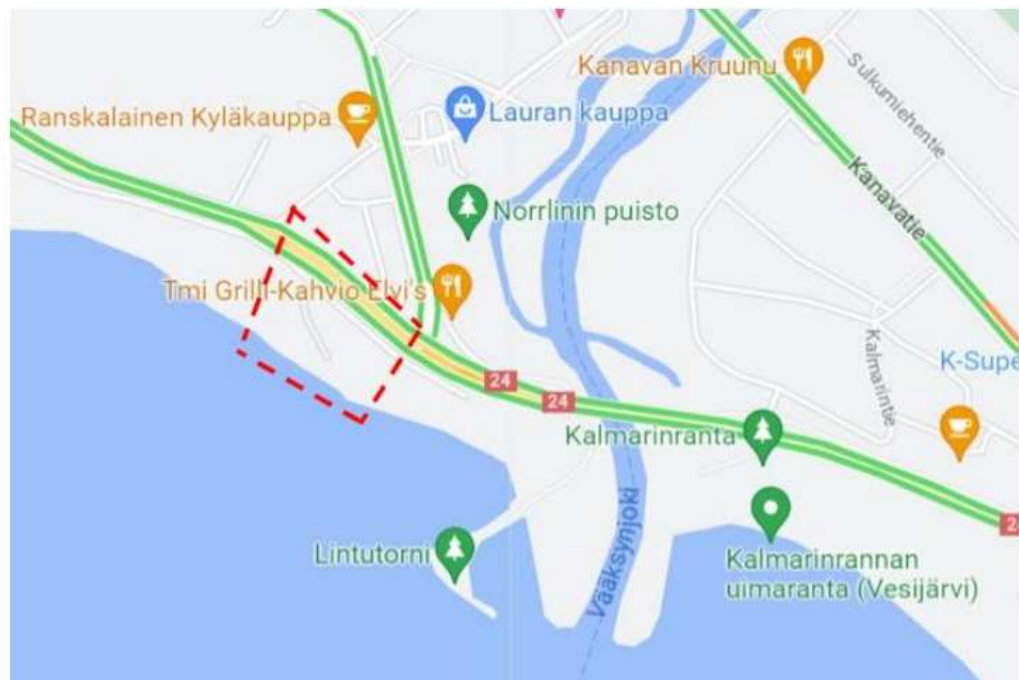 Kanavan Kruunu
Sulkumiehentie
Ranskalainen Kyläkauppa
Lauran kauppa
Kanavatie
Norrlinin puisto
Tmi Grilli-Kahvio Elvi's
Kalmarintie
K-Supe
24
24
Kalmarinranta
Vääksynjoki
Lintutorni
Kalmarinrannan
uimaranta (Vesijärvi)